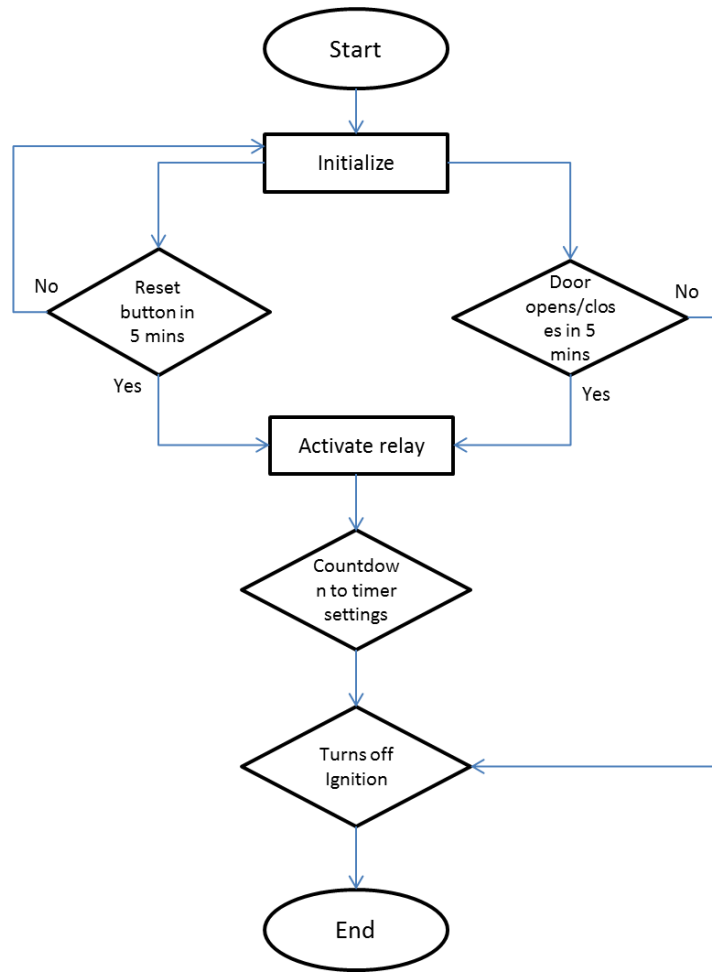 Start
Initialize
No
Reset
button in
5 mins
Yes
Door
opens/clos
es in 5
mins
No
Yes
Activate relay
Countdow
n to timer
settings
Turns off
Ignition
End